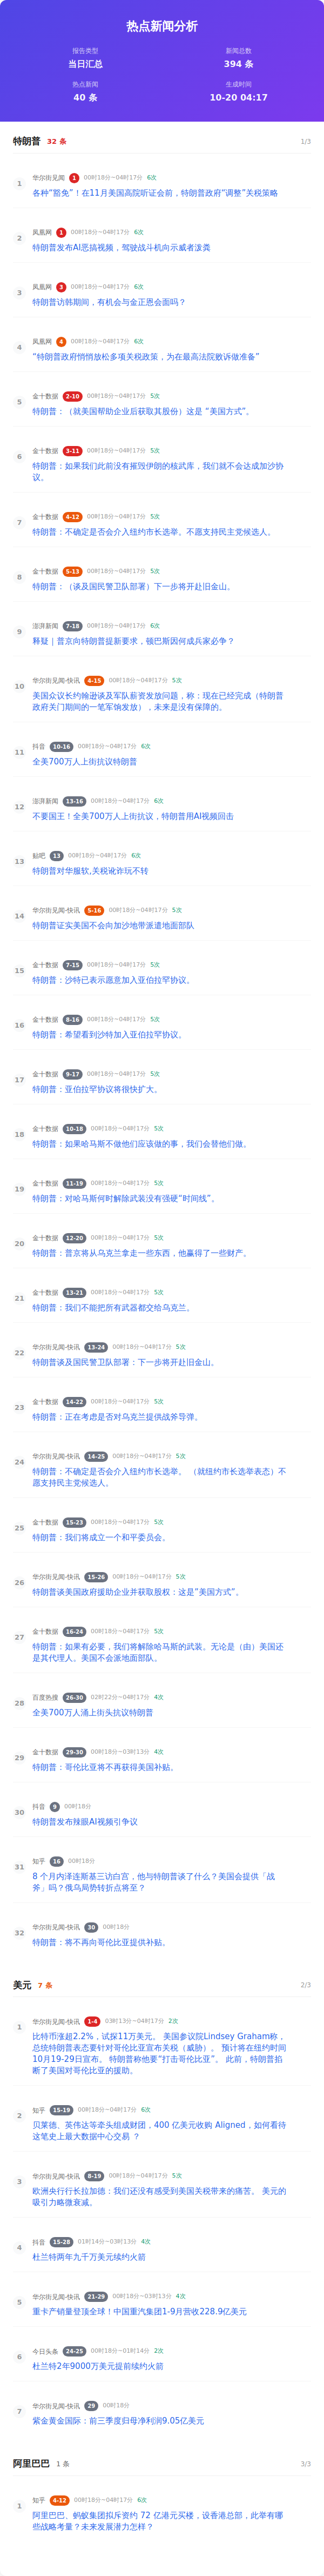 热点新闻分析
报告类型
当日汇总
新闻总数
394 条
热点新闻
40 条
生成时间
10-20 04:17
特朗普 32 条 1/3
1
华尔街见闻 1 00时18分~04时17分 6次
各种“豁免”！在11月美国高院听证会前，特朗普政府“调整”关税策略
2
凤凰网 1 00时18分~04时17分 6次
特朗普发布AI恶搞视频，驾驶战斗机向示威者泼粪
3
凤凰网 3 00时18分~04时17分 6次
特朗普访韩期间，有机会与金正恩会面吗？
4
凤凰网 4 00时18分~04时17分 6次
“特朗普政府悄悄放松多项关税政策，为在最高法院败诉做准备”
5
金十数据 2-10 00时18分~04时17分 5次
特朗普：（就美国帮助企业后获取其股份）这是 “美国方式”。
6
金十数据 3-11 00时18分~04时17分 5次
特朗普：如果我们此前没有摧毁伊朗的核武库，我们就不会达成加沙协
议。
7
金十数据 4-12 00时18分~04时17分 5次
特朗普：不确定是否会介入纽约市长选举。不愿支持民主党候选人。
8
金十数据 5-13 00时18分~04时17分 5次
特朗普：（谈及国民警卫队部署）下一步将开赴旧金山。
9
澎湃新闻 7-18 00时18分~04时17分 6次
释疑｜普京向特朗普提新要求，顿巴斯因何成兵家必争？
10
华尔街见闻-快讯 4-15 00时18分~04时17分 5次
美国众议长约翰逊谈及军队薪资发放问题，称：现在已经完成（特朗普
政府关门期间的一笔军饷发放），未来是没有保障的。
11
抖音 10-16 00时18分~04时17分 6次
全美700万人上街抗议特朗普
12
澎湃新闻 13-16 00时18分~04时17分 6次
不要国王！全美700万人上街抗议，特朗普用AI视频回击
13
贴吧 13 00时18分~04时17分 6次
特朗普对华服软,关税讹诈玩不转
14
华尔街见闻-快讯 5-16 00时18分~04时17分 5次
特朗普证实美国不会向加沙地带派遣地面部队
15
金十数据 7-15 00时18分~04时17分 5次
特朗普：沙特已表示愿意加入亚伯拉罕协议。
16
金十数据 8-16 00时18分~04时17分 5次
特朗普：希望看到沙特加入亚伯拉罕协议。
17
金十数据 9-17 00时18分~04时17分 5次
特朗普：亚伯拉罕协议将很快扩大。
18
金十数据 10-18 00时18分~04时17分 5次
特朗普：如果哈马斯不做他们应该做的事，我们会替他们做。
19
金十数据 11-19 00时18分~04时17分 5次
特朗普：对哈马斯何时解除武装没有强硬“时间线”。
20
金十数据 12-20 00时18分~04时17分 5次
特朗普：普京将从乌克兰拿走一些东西，他赢得了一些财产。
21
金十数据 13-21 00时18分~04时17分 5次
特朗普：我们不能把所有武器都交给乌克兰。
22
华尔街见闻-快讯 13-24 00时18分~04时17分 5次
特朗普谈及国民警卫队部署：下一步将开赴旧金山。
23
金十数据 14-22 00时18分~04时17分 5次
特朗普：正在考虑是否对乌克兰提供战斧导弹。
24
华尔街见闻-快讯 14-25 00时18分~04时17分 5次
特朗普：不确定是否会介入纽约市长选举。 （就纽约市长选举表态）不
愿支持民主党候选人。
25
金十数据 15-23 00时18分~04时17分 5次
特朗普：我们将成立一个和平委员会。
26
华尔街见闻-快讯 15-26 00时18分~04时17分 5次
特朗普谈美国政府援助企业并获取股权：这是“美国方式”。
27
金十数据 16-24 00时18分~04时17分 5次
特朗普：如果有必要，我们将解除哈马斯的武装。无论是（由）美国还
是其代理人。美国不会派地面部队。
28
百度热搜 26-30 02时22分~04时17分 4次
全美700万人涌上街头抗议特朗普
29
金十数据 29-30 00时18分~03时13分 4次
特朗普：哥伦比亚将不再获得美国补贴。
30
抖音 9 00时18分
特朗普发布辣眼AI视频引争议
31
知乎 16 00时18分
8 个月内泽连斯基三访白宫，他与特朗普谈了什么？美国会提供「战
斧」吗？俄乌局势转折点将至？
32
华尔街见闻-快讯 30 00时18分
特朗普：将不再向哥伦比亚提供补贴。
美元 7 条 2/3
1
华尔街见闻-快讯 1-4 03时13分~04时17分 2次
比特币涨超2.2%，试探11万美元。 美国参议院Lindsey Graham称，
总统特朗普表态要针对哥伦比亚宣布关税（威胁）。 预计将在纽约时间
10月19-29日宣布。 特朗普称他要“打击哥伦比亚”。 此前，特朗普掐
断了美国对哥伦比亚的援助。
2
知乎 15-19 00时18分~04时17分 6次
贝莱德、英伟达等牵头组成财团，400 亿美元收购 Aligned，如何看待
这笔史上最大数据中心交易 ？
3
华尔街见闻-快讯 8-19 00时18分~04时17分 5次
欧洲央行行长拉加德：我们还没有感受到美国关税带来的痛苦。 美元的
吸引力略微衰减。
4
抖音 15-28 01时14分~03时13分 4次
杜兰特两年九千万美元续约火箭
5
华尔街见闻-快讯 21-29 00时18分~03时13分 4次
重卡产销量登顶全球！中国重汽集团1-9月营收228.9亿美元
6
今日头条 24-25 00时18分~01时14分 2次
杜兰特2年9000万美元提前续约火箭
7
华尔街见闻-快讯 29 00时18分
紫金黄金国际：前三季度归母净利润9.05亿美元
阿里巴巴 1 条 3/3
1
知乎 4-12 00时18分~04时17分 6次
阿里巴巴、蚂蚁集团拟斥资约 72 亿港元买楼，设香港总部，此举有哪
些战略考量？未来发展潜力怎样？